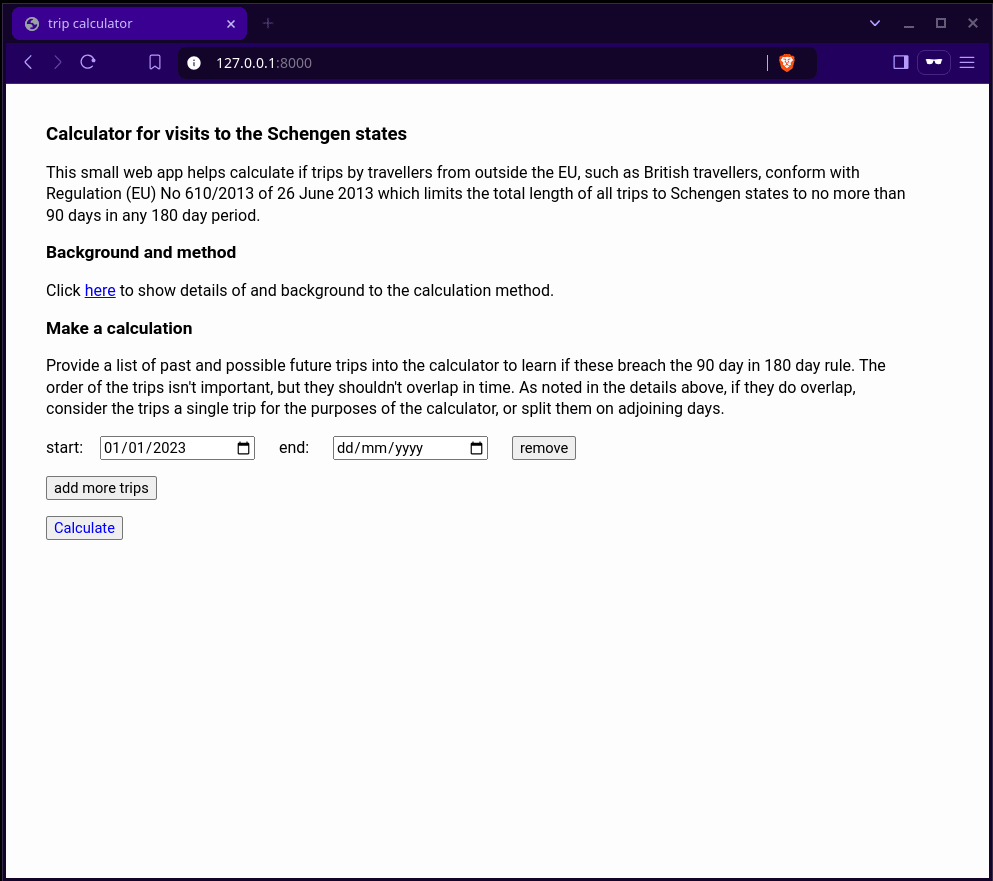 trip calculator
127.0.0.1:8000
Calculator for visits to the Schengen states
This small web app helps calculate if trips by travellers from outside the EU, such as British travellers, conform with
Regulation (EU) No 610/2013 of 26 June 2013 which limits the total length of all trips to Schengen states to no more than
90 days in any 180 day period.
Background and method
Click here to show details of and background to the calculation method.
Make a calculation
Provide a list of past and possible future trips into the calculator to learn if these breach the 90 day in 180 day rule. The
order of the trips isn't important, but they shouldn't overlap in time. As noted in the details above, if they do overlap,
consider the trips a single trip for the purposes of the calculator, or split them on adjoining days.
start: 01/01/2023 end: dd/mm/yyyy remove
add more trips
Calculate